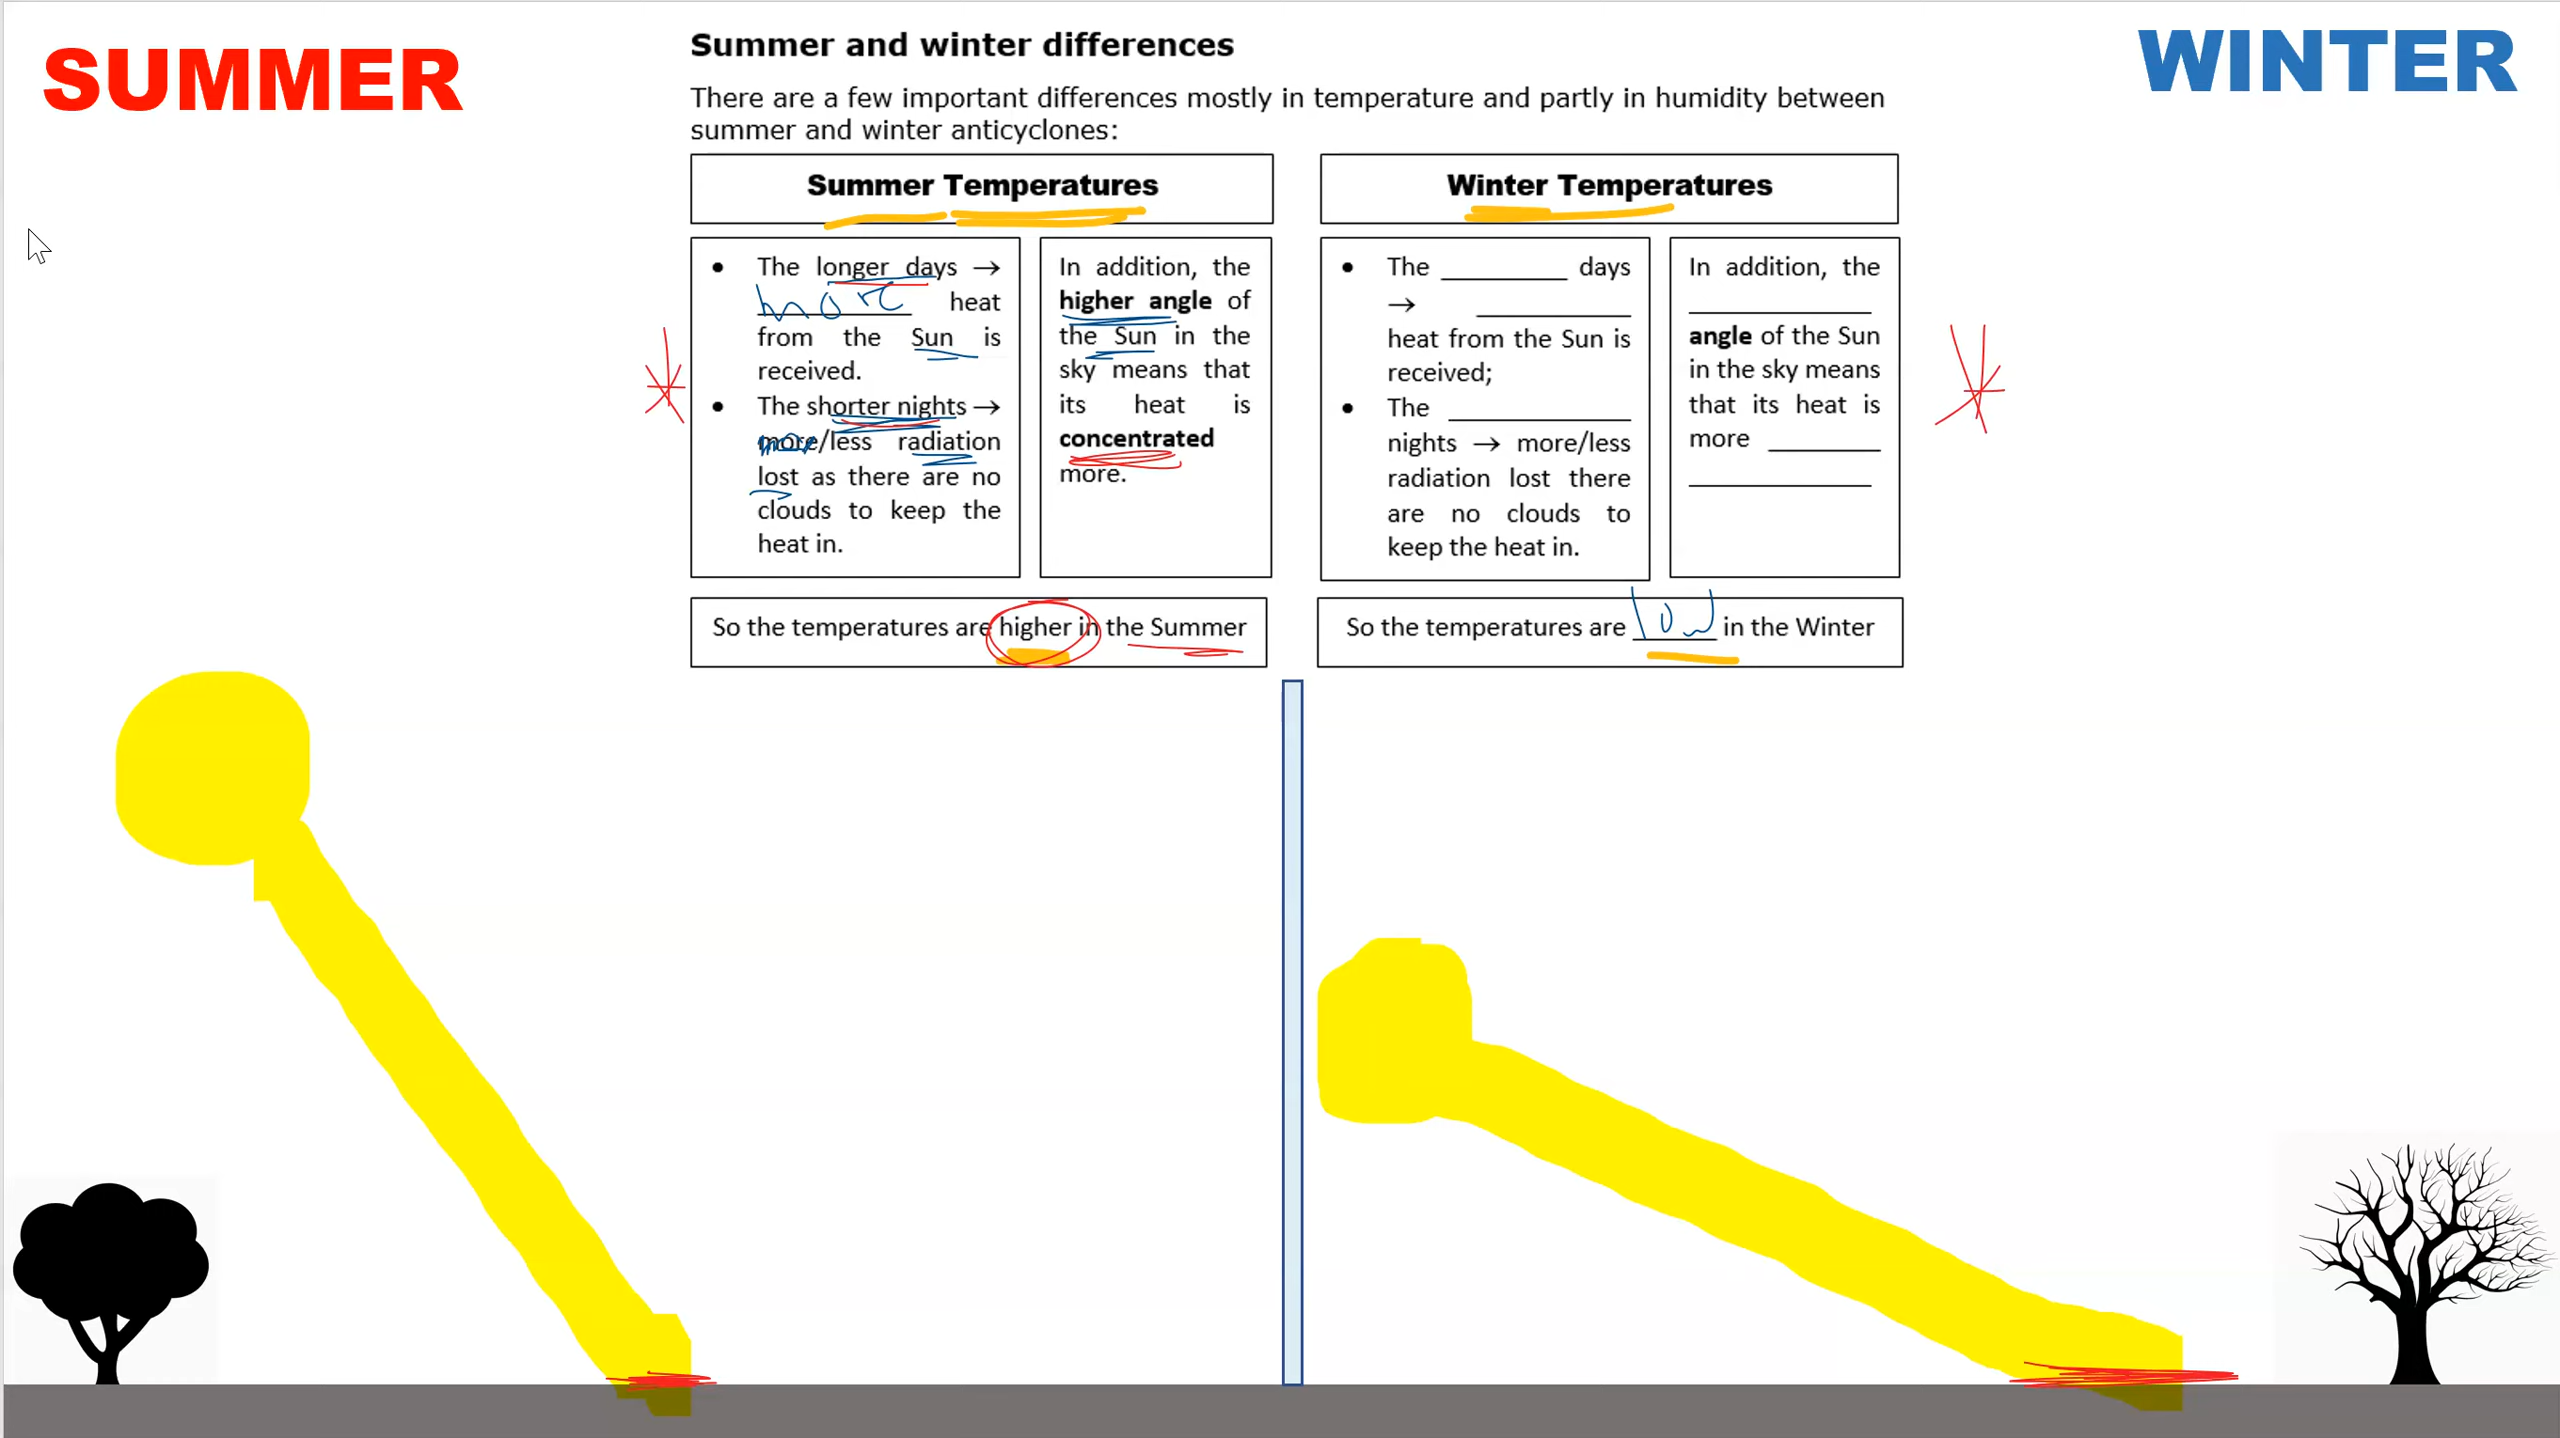 SUMMER
WINTER
Summer and winter differences
There are a few important differences mostly in temperature and partly in humidity between
summer and winter anticyclones:
Summer Temperatures
• The longer days →
more heat
from the Sun is
received.
• The shorter nights →
more/less radiation
lost as there are no
clouds to keep the
heat in.
In addition, the
higher angle of
the Sun in the
sky means that
its heat is
concentrated
more.
So the temperatures are higher in the Summer
Winter Temperatures
• The _________ days
→ ___________
heat from the Sun is
received;
• The _____________
nights → more/less
radiation lost there
are no clouds to
keep the heat in.
In addition, the
_____________
angle of the Sun
in the sky means
that its heat is
more ________
_____________
So the temperatures are low in the Winter